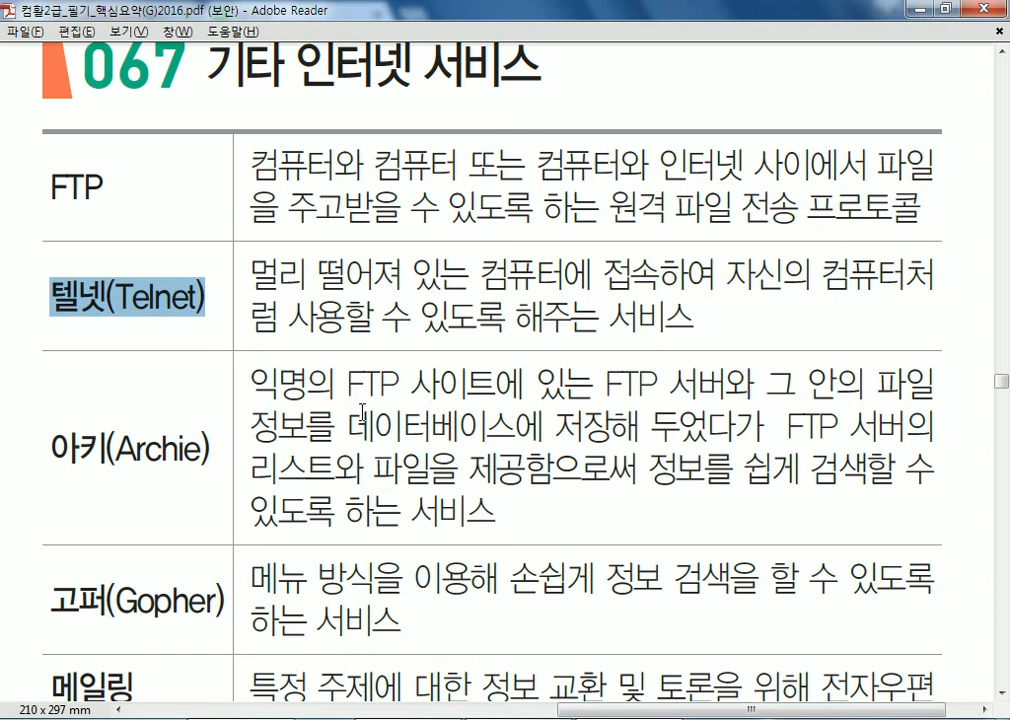 컴활2급_필기_핵심요약(G)2016.pdf (보안) - Adobe Reader
파일(F) 편집(E) 보기(V) 창(W) 도움말(H)
067 기타 인터넷 서비스
FTP
컴퓨터와 컴퓨터 또는 컴퓨터와 인터넷 사이에서 파일
을 주고받을 수 있도록 하는 원격 파일 전송 프로토콜
텔넷(Telnet)
멀리 떨어져 있는 컴퓨터에 접속하여 자신의 컴퓨터처
럼 사용할 수 있도록 해주는 서비스
아키(Archie)
익명의 FTP 사이트에 있는 FTP 서버와 그 안의 파일
정보를 데이터베이스에 저장해 두었다가 FTP 서버의
리스트와 파일을 제공함으로써 정보를 쉽게 검색할 수
있도록 하는 서비스
고퍼(Gopher)
메뉴 방식을 이용해 손쉽게 정보 검색을 할 수 있도록
하는 서비스
메일링
특정 주제에 대한 정보 교환 및 토론을 위해 전자우편
210 x 297 mm